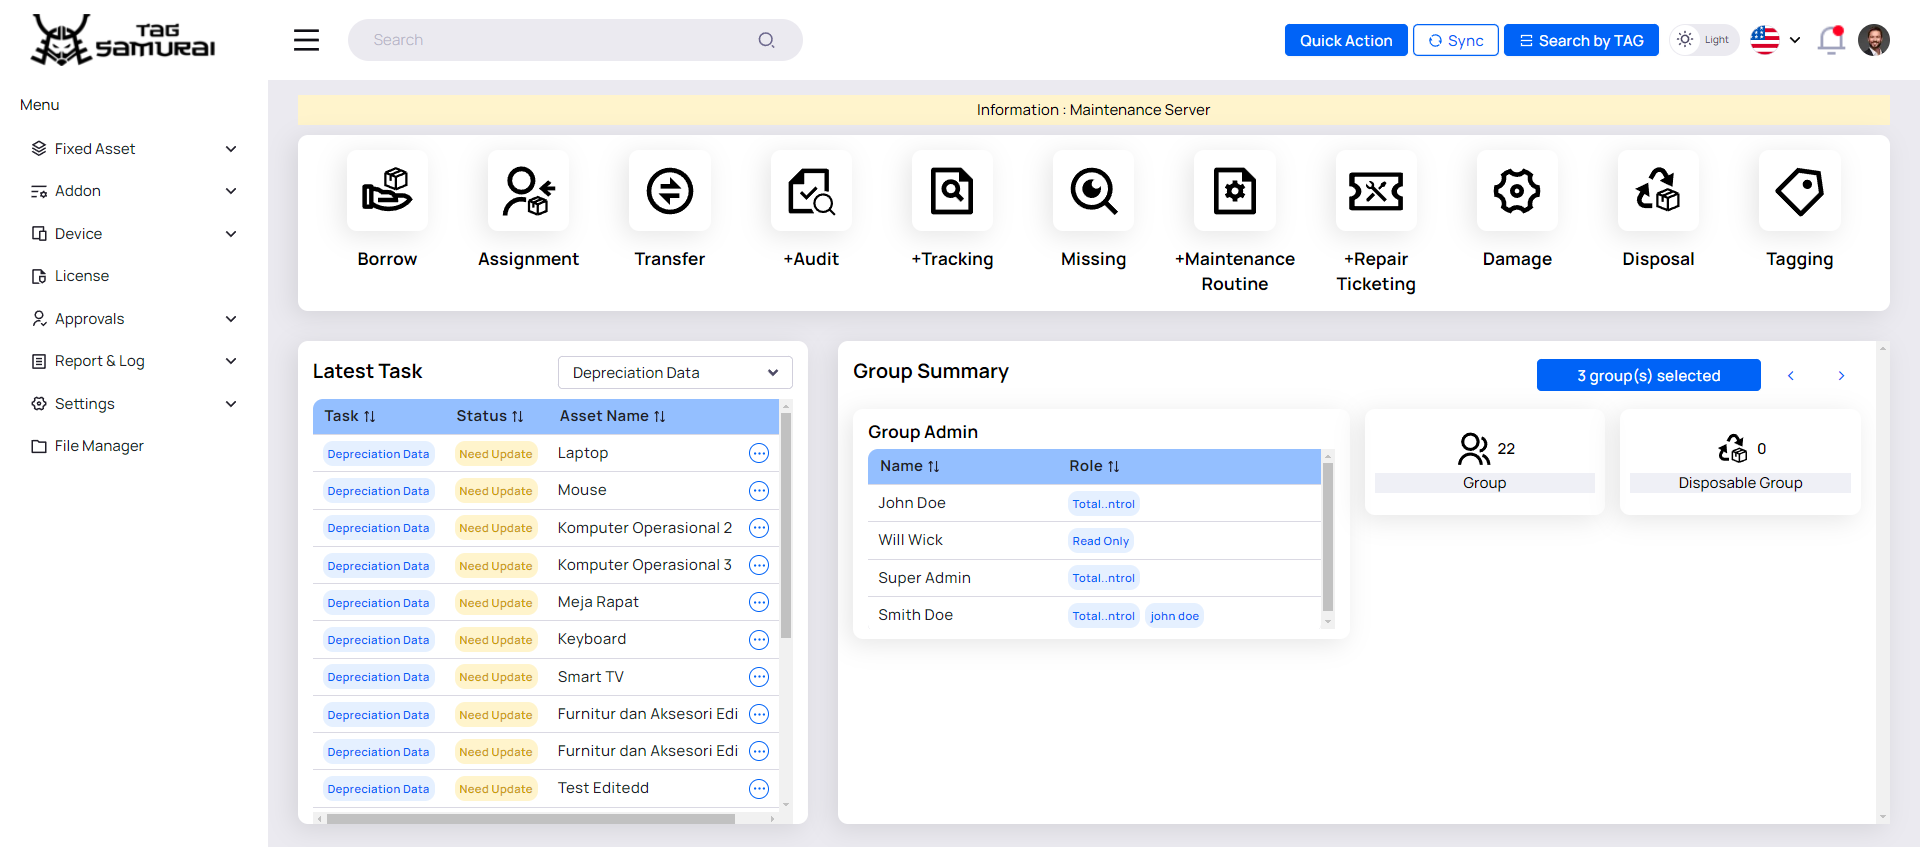 TAG SAMURAI
Search
Quick Action
Sync
Search by TAG
Light
Menu
Fixed Asset
Addon
Device
License
Approvals
Report & Log
Settings
File Manager
Information : Maintenance Server
Borrow
Assignment
Transfer
+Audit
+Tracking
Missing
+Maintenance Routine
+Repair Ticketing
Damage
Disposal
Tagging
Latest Task
Depreciation Data
Task Status Asset Name
Depreciation Data Need Update Laptop
Depreciation Data Need Update Mouse
Depreciation Data Need Update Komputer Operasional 2
Depreciation Data Need Update Komputer Operasional 3
Depreciation Data Need Update Meja Rapat
Depreciation Data Need Update Keyboard
Depreciation Data Need Update Smart TV
Depreciation Data Need Update Furnitur dan Aksesori Edi
Depreciation Data Need Update Furnitur dan Aksesori Edi
Depreciation Data Need Update Test Editedd
Group Summary
3 group(s) selected
Group Admin
Name Role
John Doe Total..ntrol
Will Wick Read Only
Super Admin Total..ntrol
Smith Doe Total..ntrol john doe
22
Group
0
Disposable Group